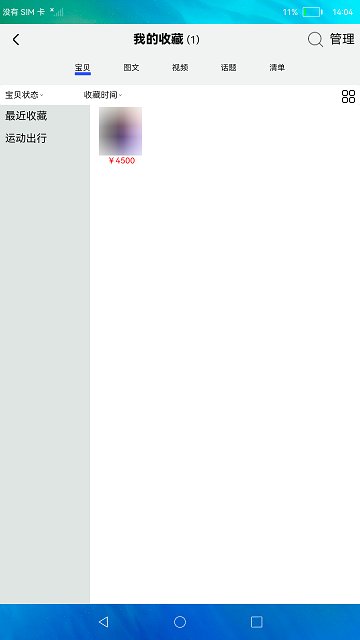 没有 SIM 卡 11% 14:04
我的收藏 (1) 管理
宝贝 图文 视频 话题 清单
宝贝状态 收藏时间
最近收藏
运动出行
￥4500